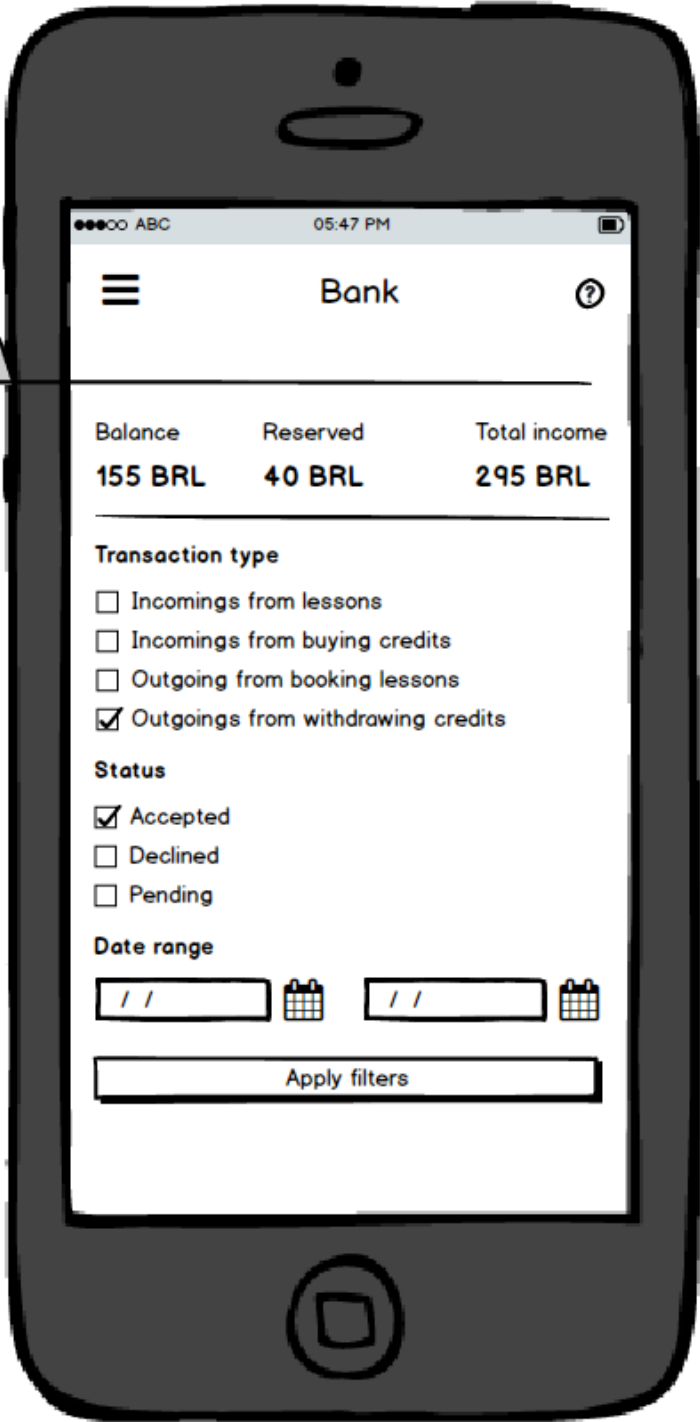 ABC 05:47 PM
Bank ?
Balance Reserved Total income
155 BRL 40 BRL 295 BRL
Transaction type
Incomings from lessons
Incomings from buying credits
Outgoing from booking lessons
Outgoings from withdrawing credits
Status
Accepted
Declined
Pending
Date range
/ / / /
Apply filters